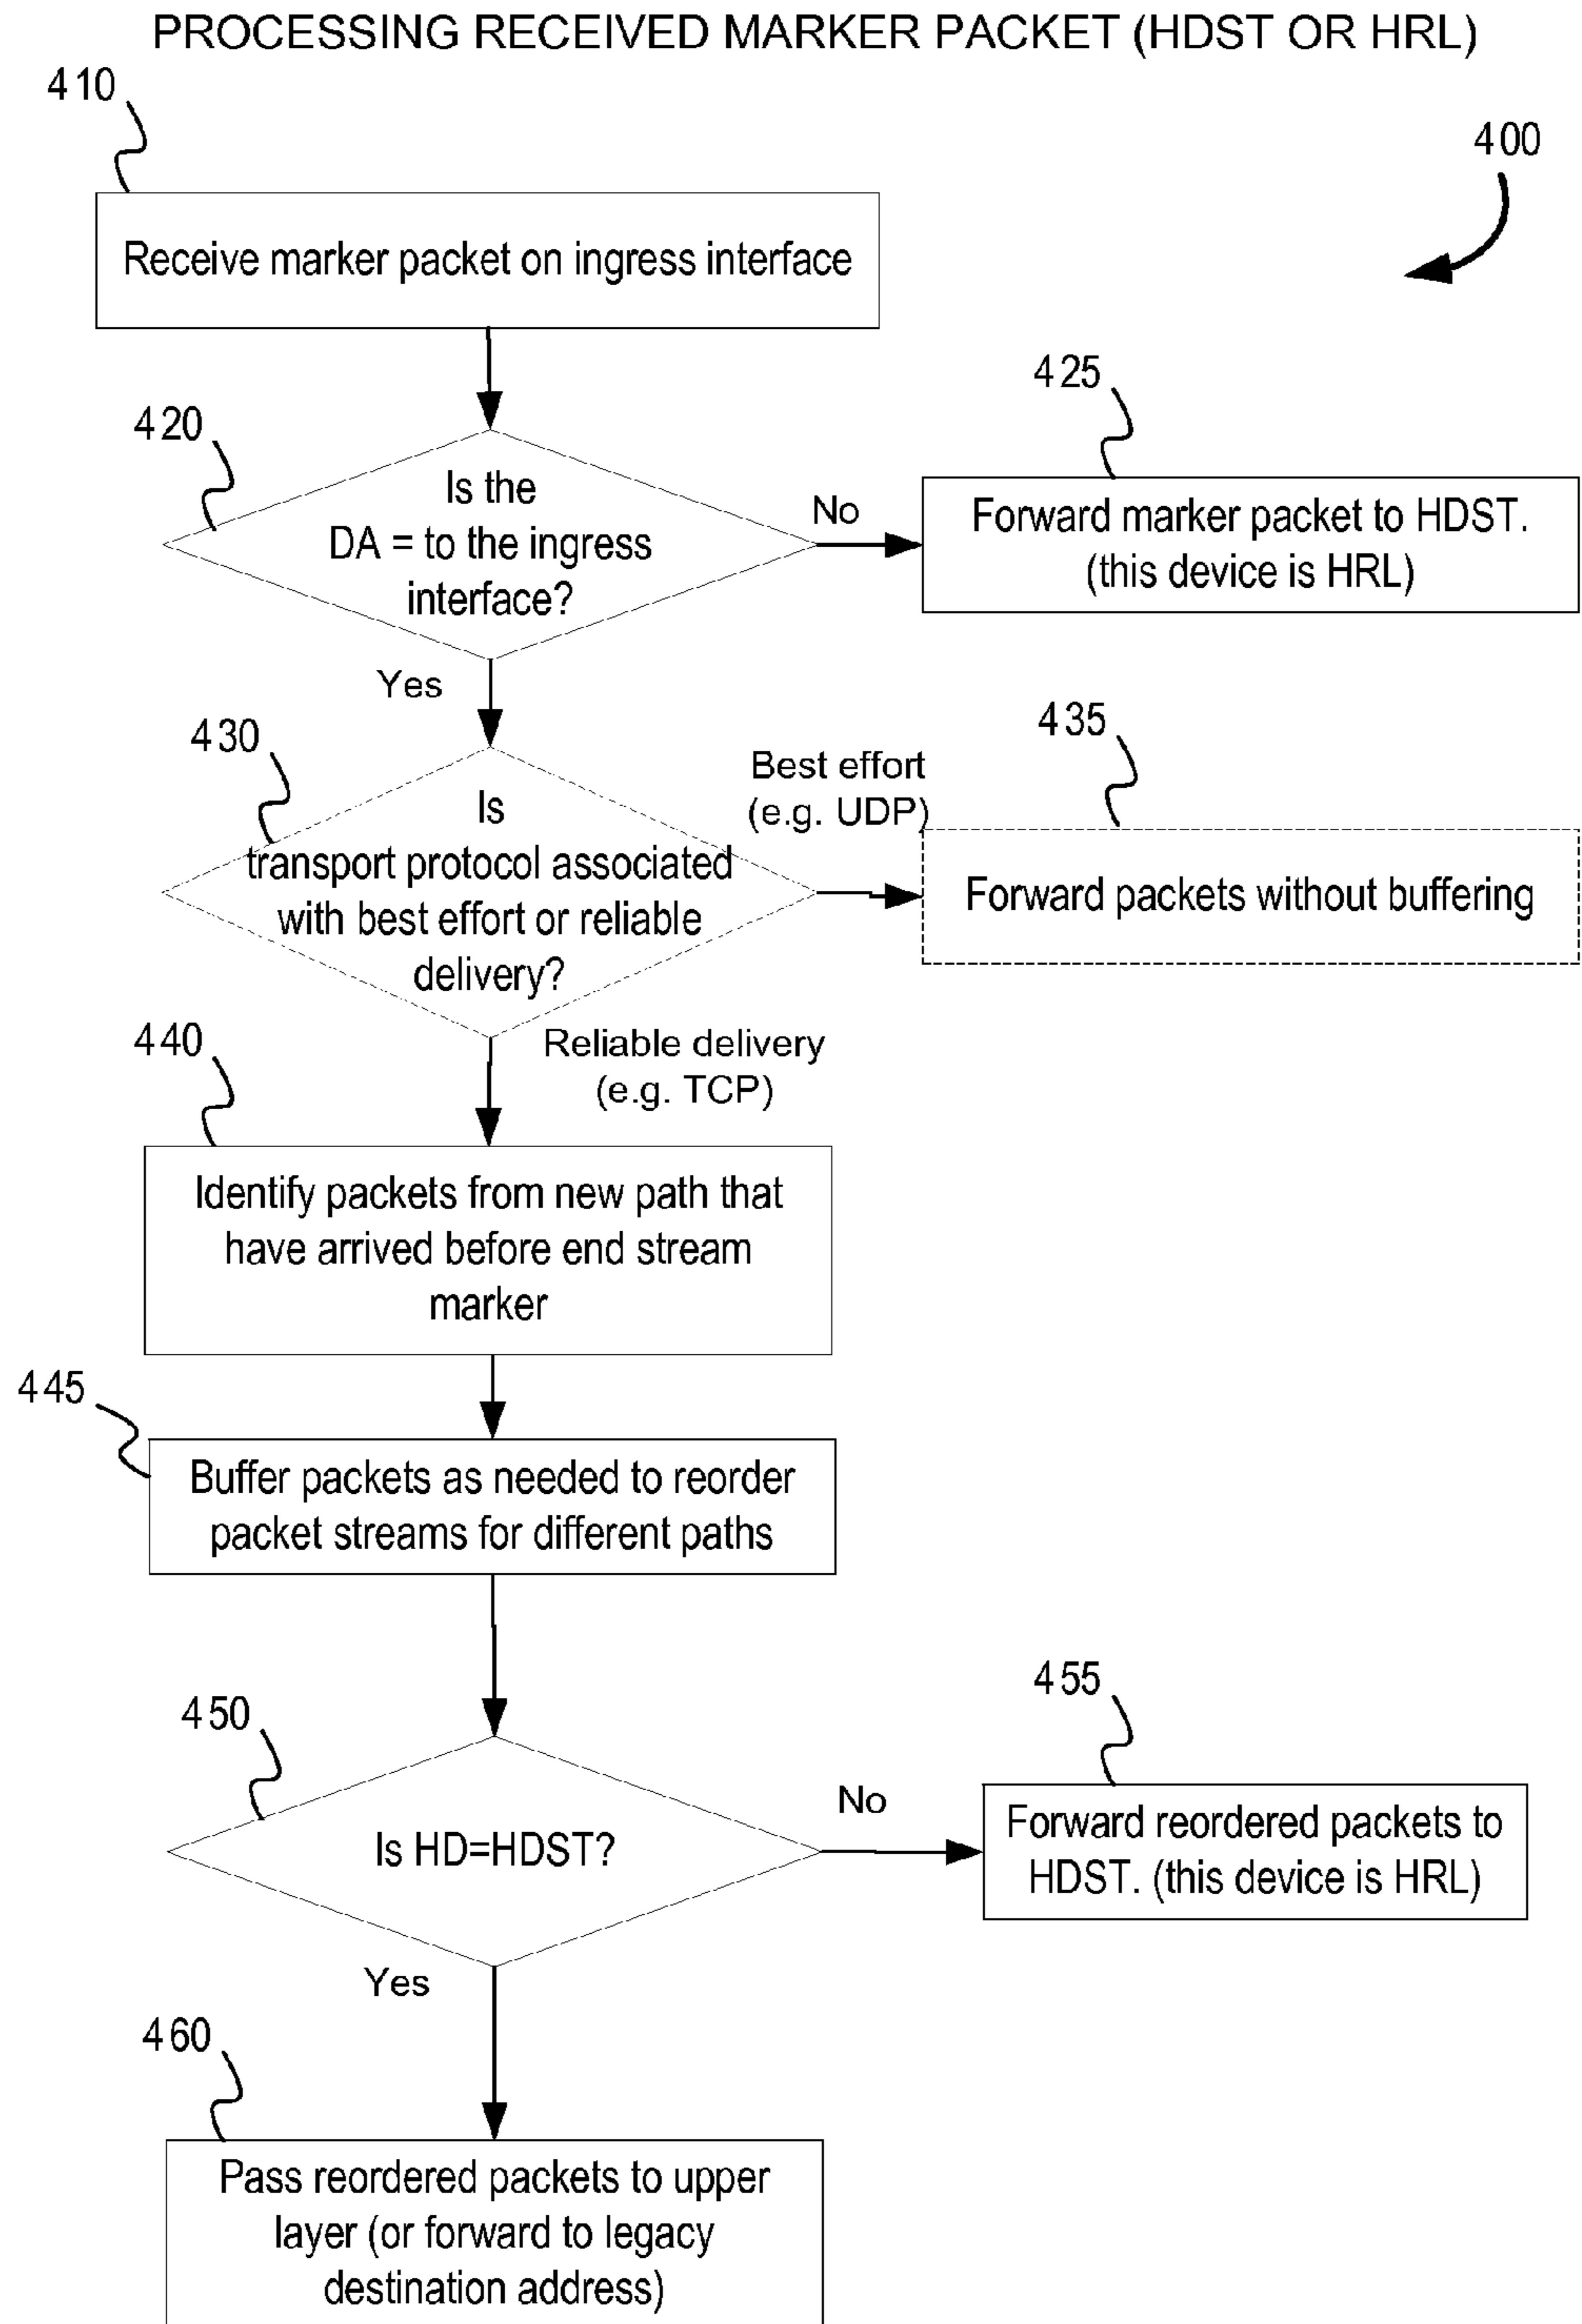 PROCESSING RECEIVED MARKER PACKET (HDST OR HRL)
410
400
Receive marker packet on ingress interface
420
425
Is the
DA = to the ingress
interface?
No
Forward marker packet to HDST.
(this device is HRL)
Yes
430
435
Best effort
(e.g. UDP)
Is
transport protocol associated
with best effort or reliable
delivery?
Forward packets without buffering
440
Reliable delivery
(e.g. TCP)
Identify packets from new path that
have arrived before end stream
marker
445
Buffer packets as needed to reorder
packet streams for different paths
450
455
Is HD=HDST?
No
Forward reordered packets to
HDST. (this device is HRL)
Yes
460
Pass reordered packets to upper
layer (or forward to legacy
destination address)